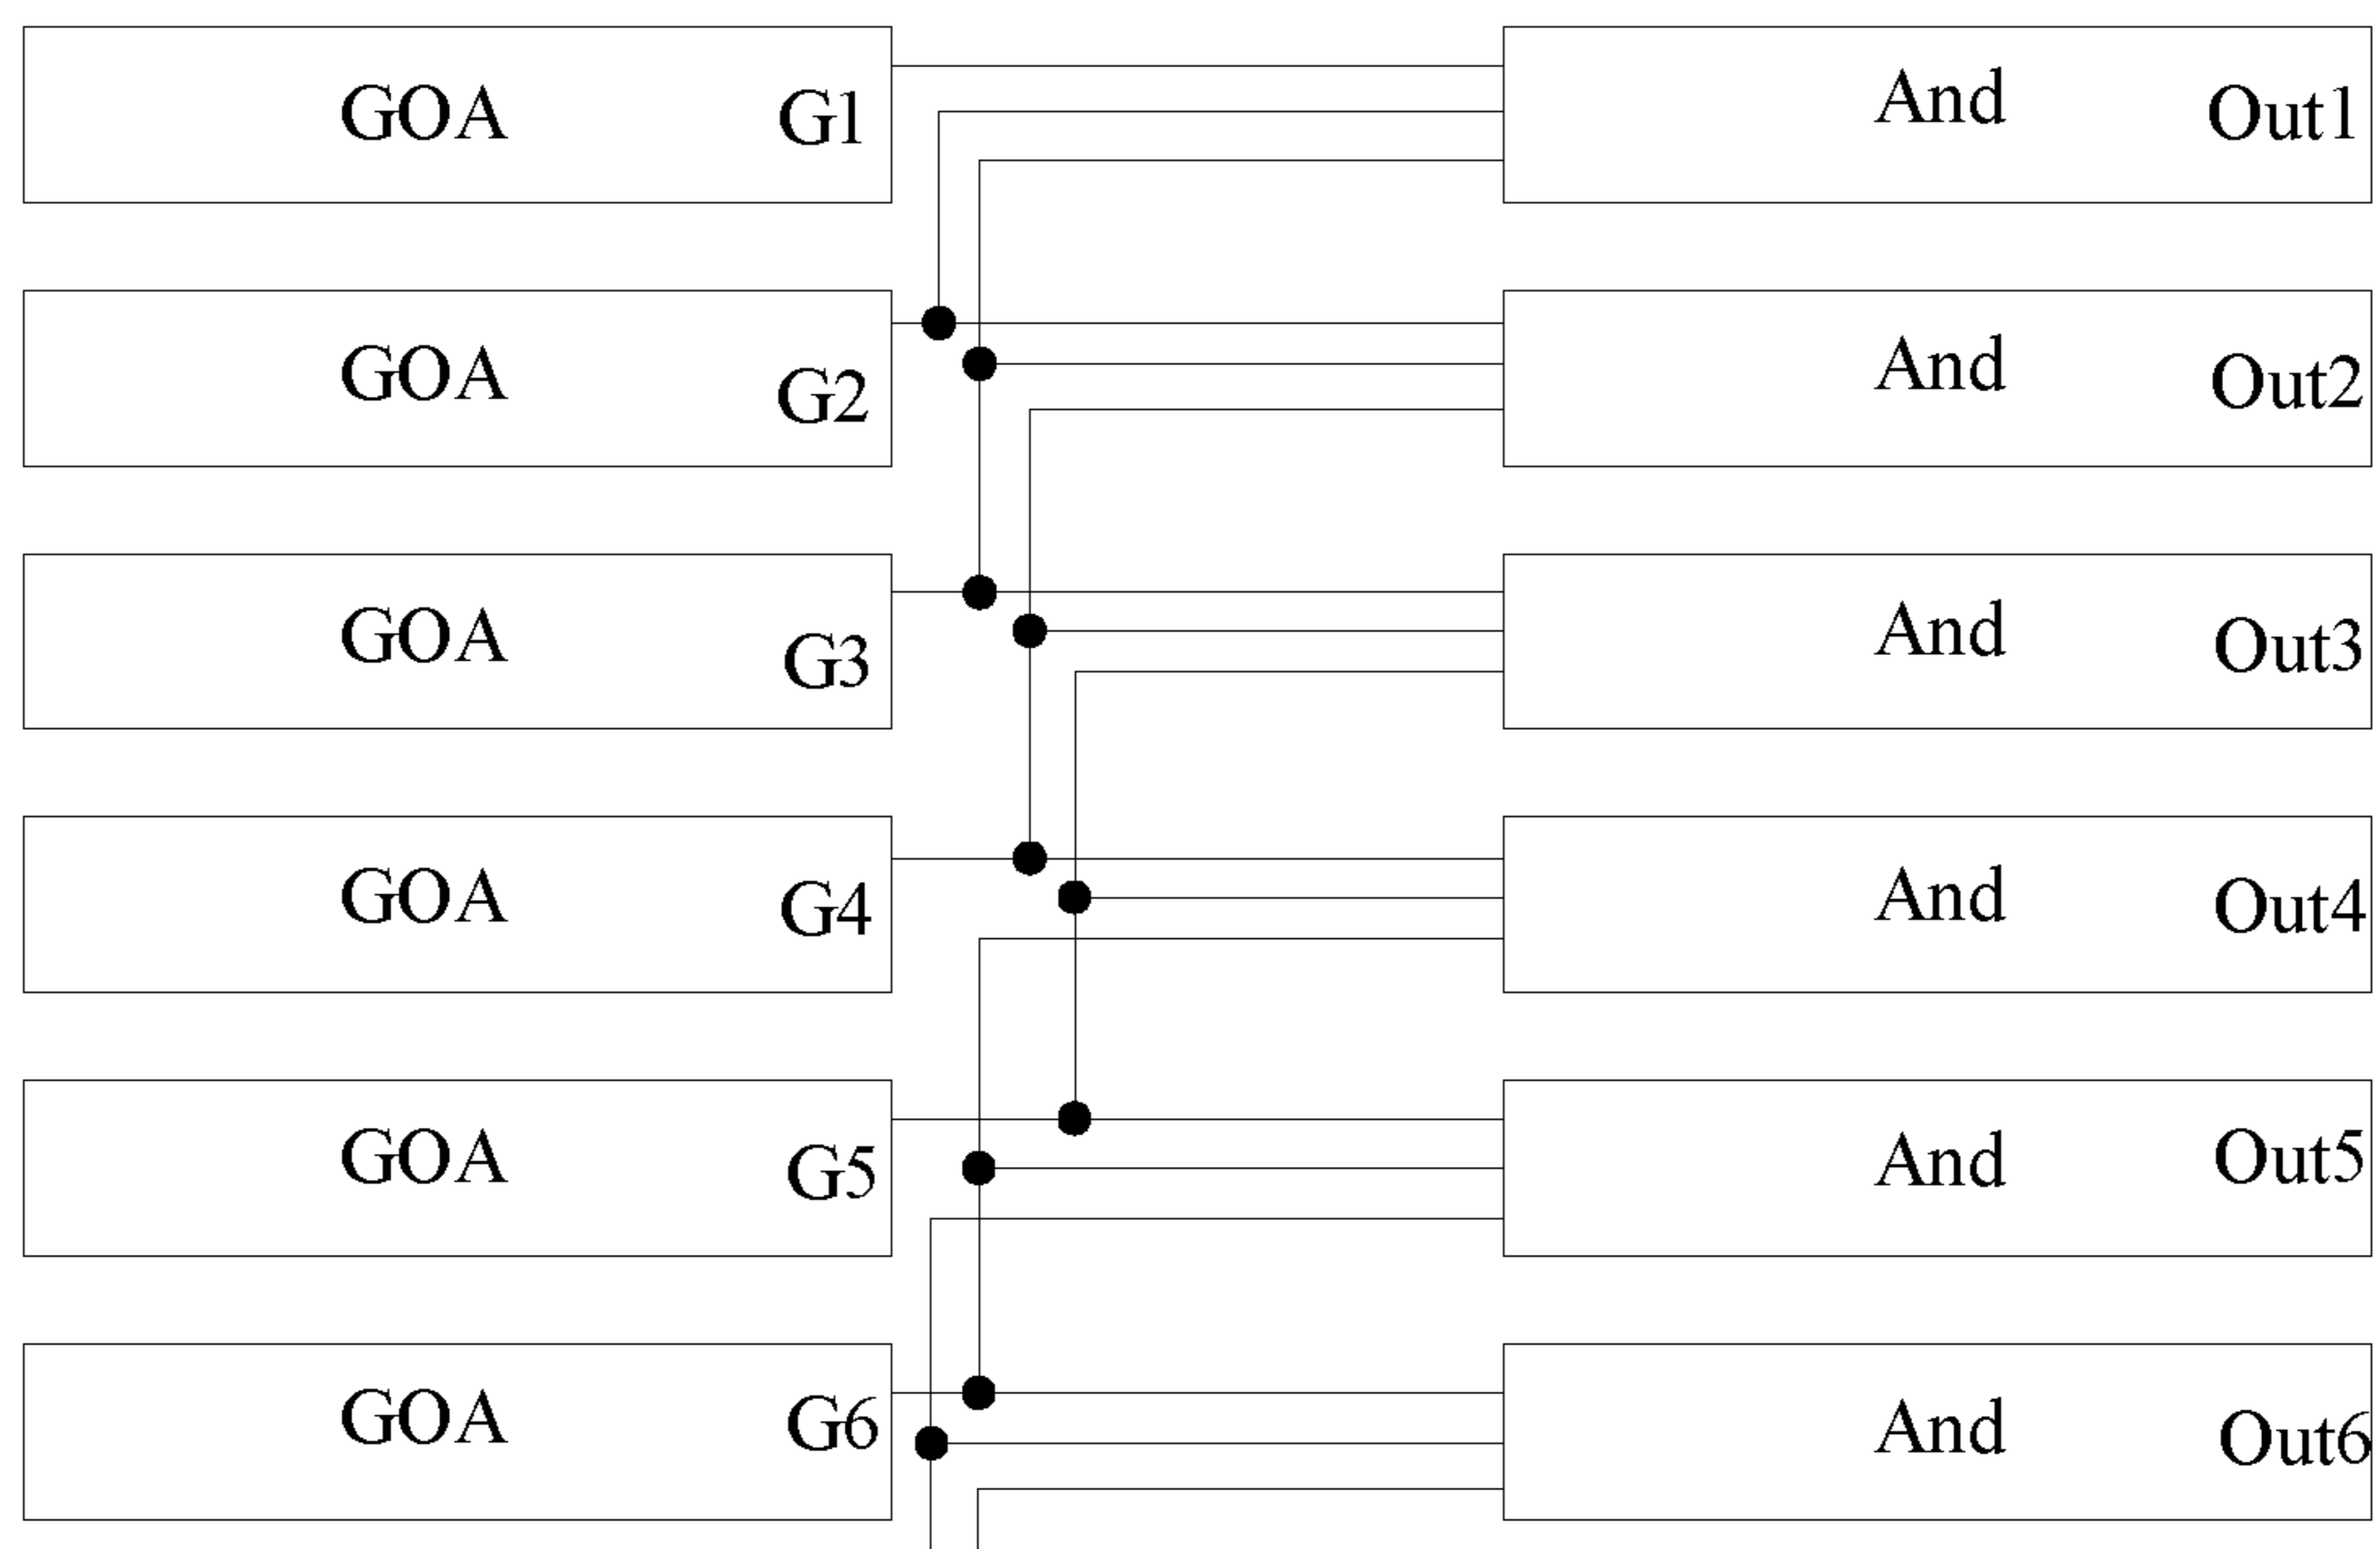 GOA G1 And Out1
GOA G2 And Out2
GOA G3 And Out3
GOA G4 And Out4
GOA G5 And Out5
GOA G6 And Out6